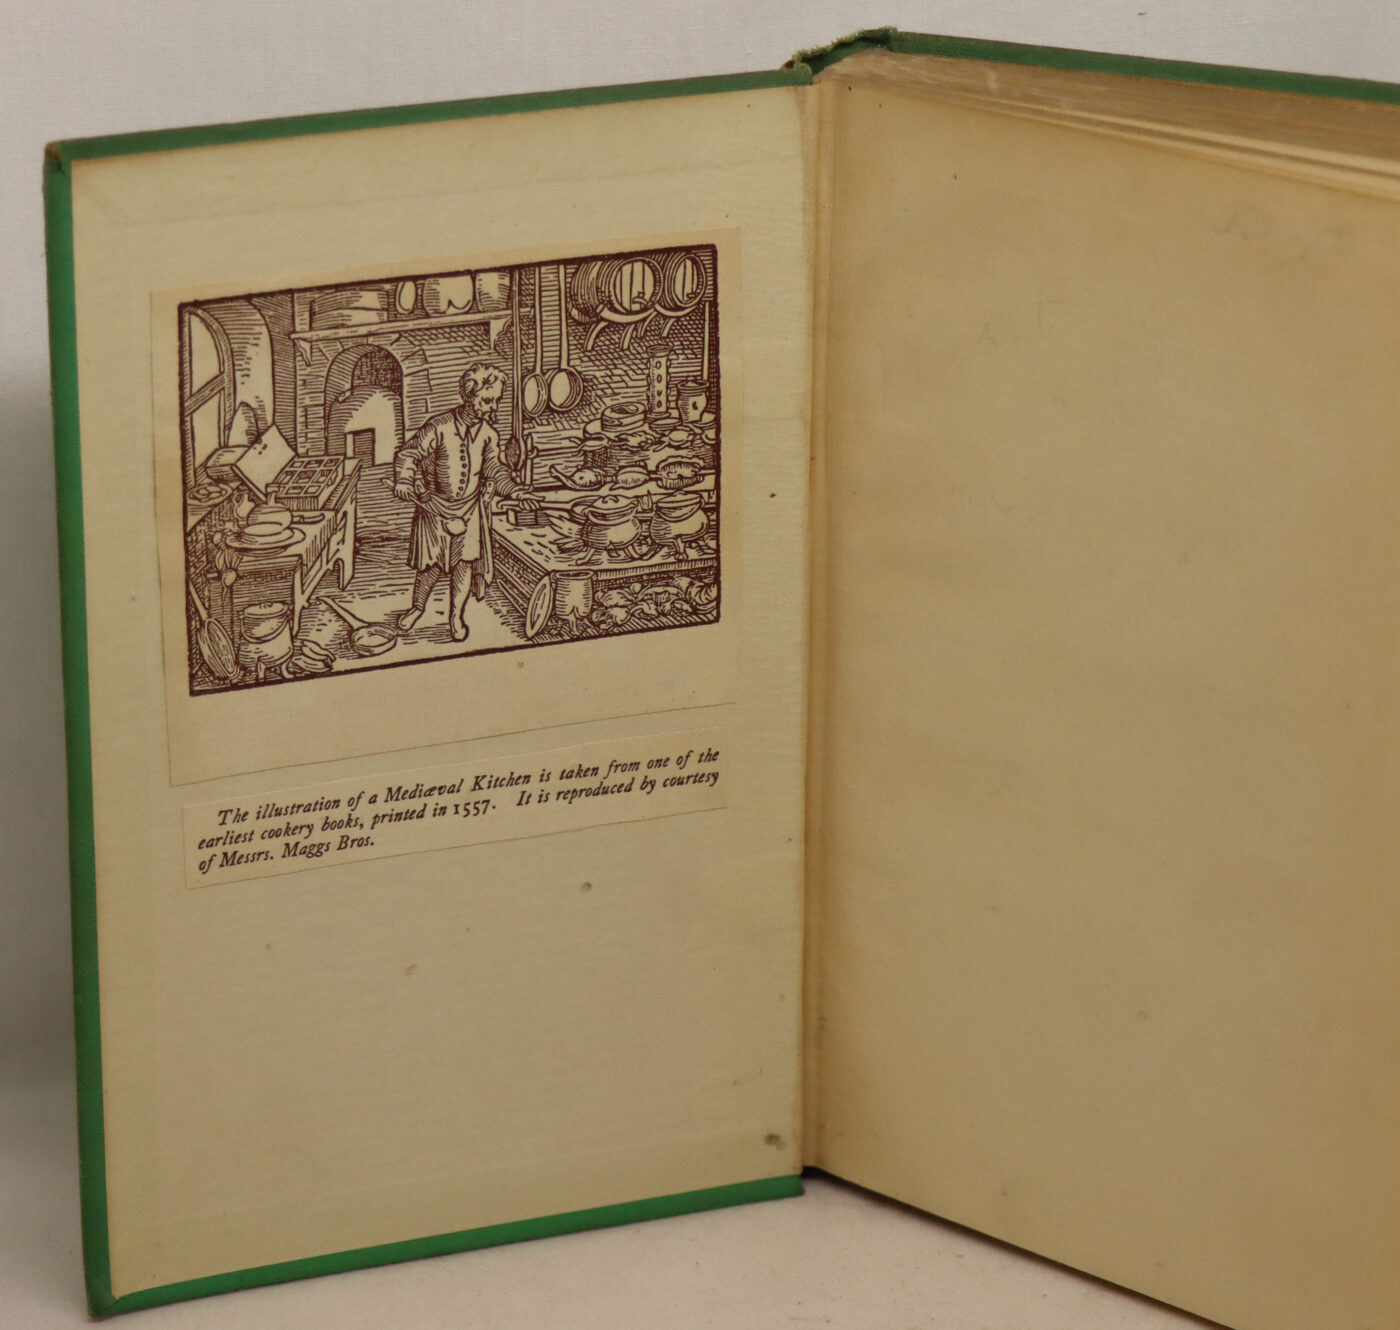 The illustration of a Mediæval Kitchen is taken from one of the
earliest cookery books, printed in 1557. It is reproduced by courtesy
of Messrs. Maggs Bros.